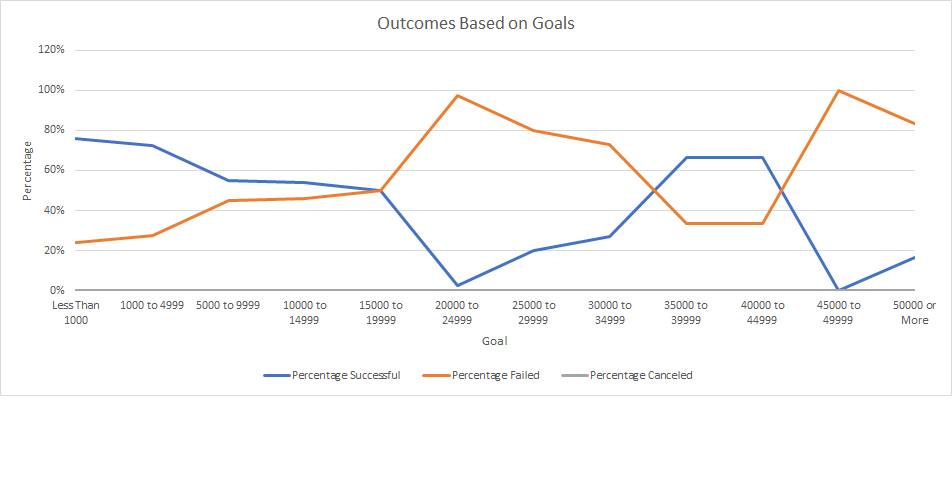 Outcomes Based on Goals
120%
100%
80%
60%
40%
20%
0%
Percentage
Less Than 1000
1000 to 4999
5000 to 9999
10000 to 14999
15000 to 19999
20000 to 24999
25000 to 29999
30000 to 34999
35000 to 39999
40000 to 44999
45000 to 49999
50000 or More
Goal
Percentage Successful
Percentage Failed
Percentage Canceled